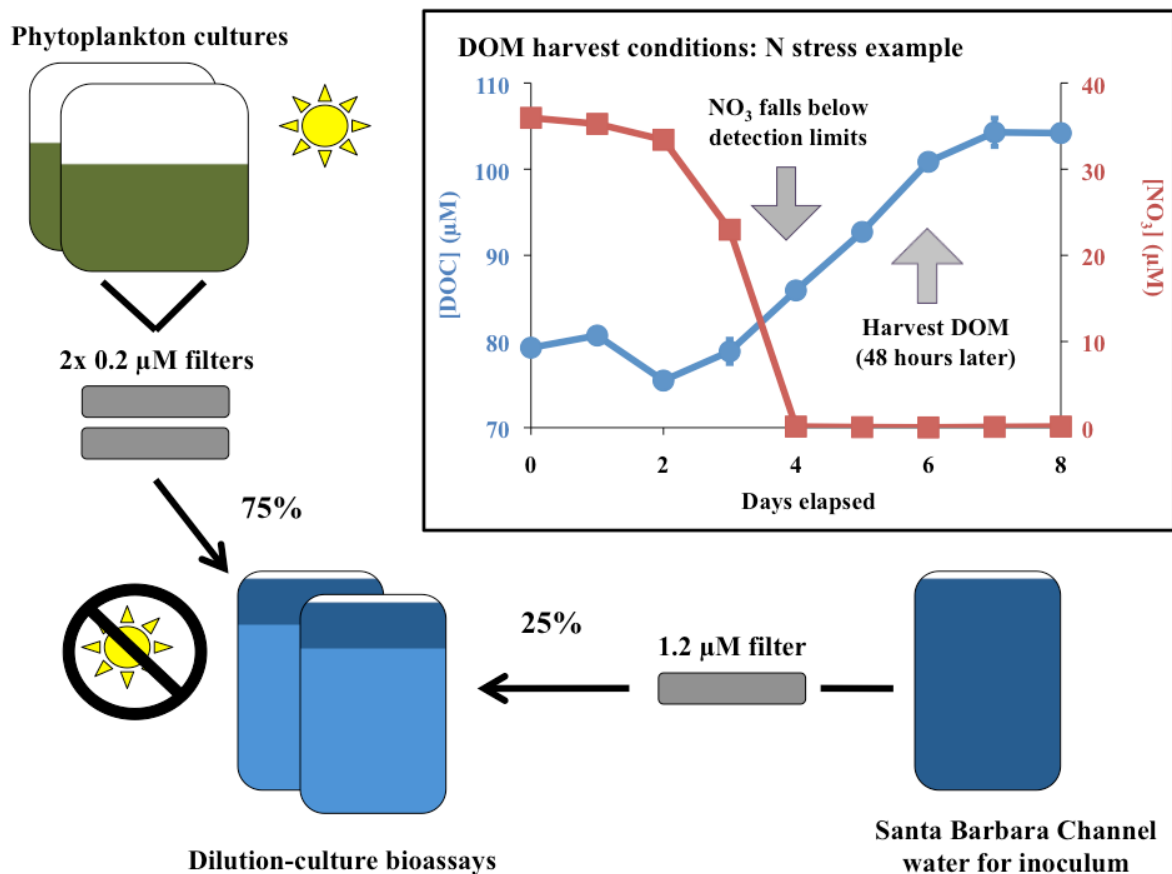 Phytoplankton cultures
2x 0.2 µM filters
75%
DOM harvest conditions: N stress example
NO₃ falls below
detection limits
Harvest DOM
(48 hours later)
[DOC] (µM)
110
100
90
80
70
[NO₃] (µM)
40
30
20
10
0
0
2
4
6
8
Days elapsed
25%
1.2 µM filter
Dilution-culture bioassays
Santa Barbara Channel
water for inoculum